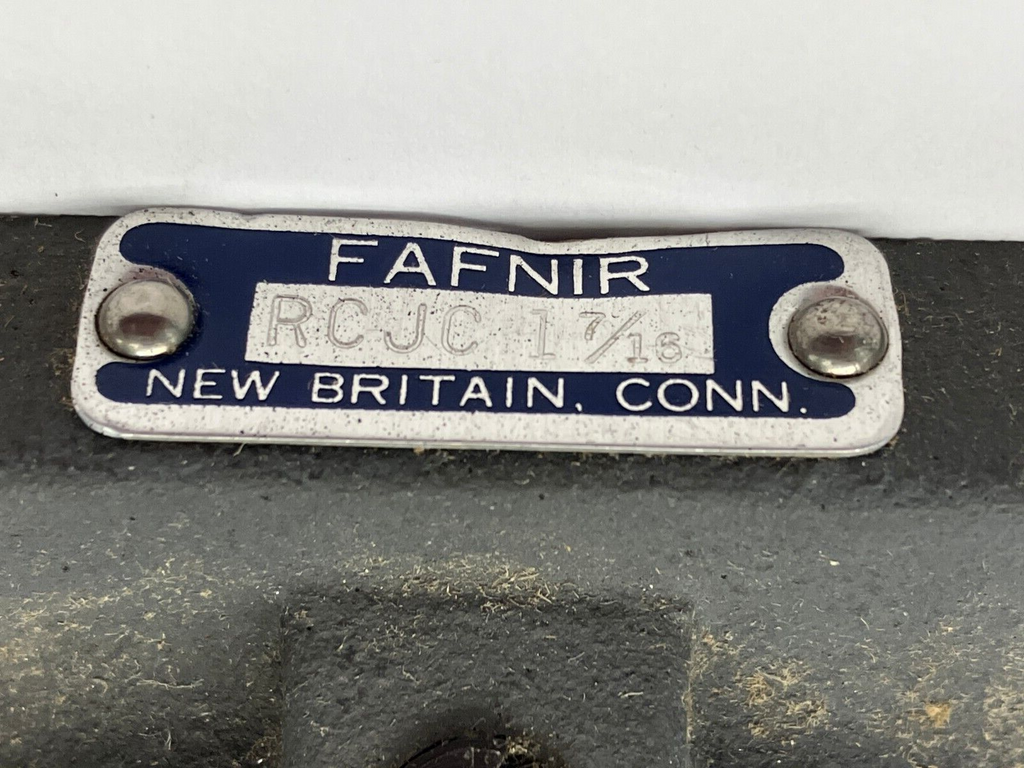 FAFNIR
RCJC 1 7/16
NEW BRITAIN, CONN.